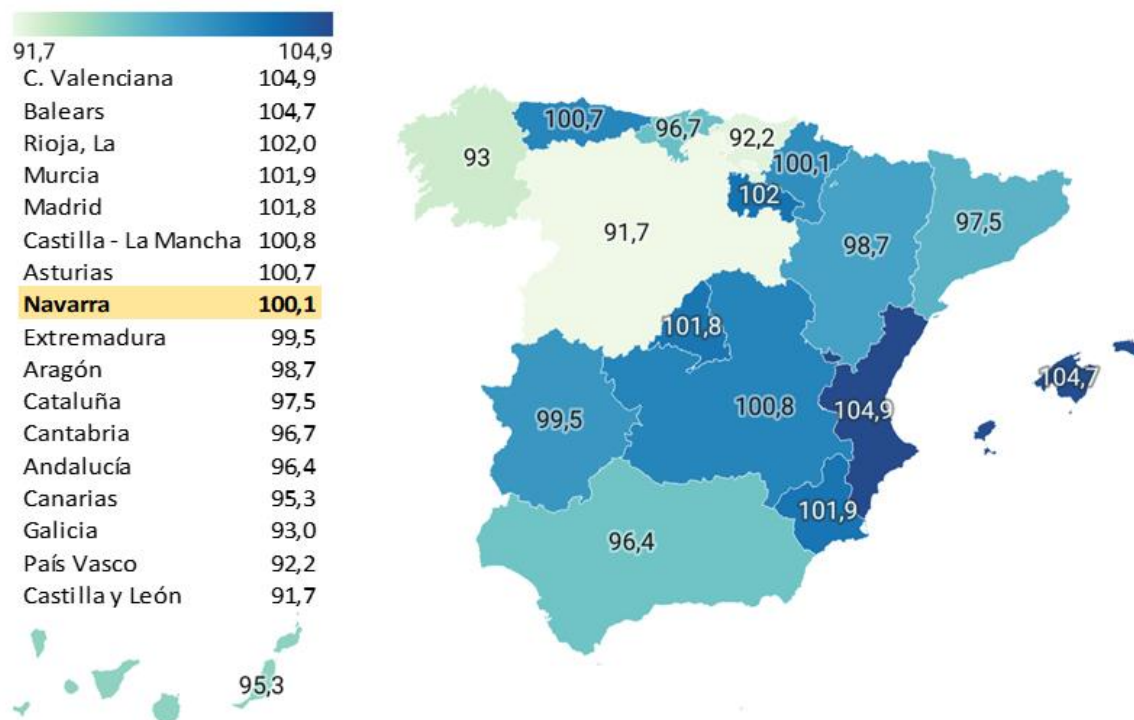 91,7 104,9
C. Valenciana 104,9
Balears 104,7
Rioja, La 102,0
Murcia 101,9
Madrid 101,8
Castilla - La Mancha 100,8
Asturias 100,7
Navarra 100,1
Extremadura 99,5
Aragón 98,7
Cataluña 97,5
Cantabria 96,7
Andalucía 96,4
Canarias 95,3
Galicia 93,0
País Vasco 92,2
Castilla y León 91,7
95,3
100,7
96,7
92,2
93
100,1
102
91,7
98,7
97,5
101,8
104,7
99,5
100,8
104,9
101,9
96,4